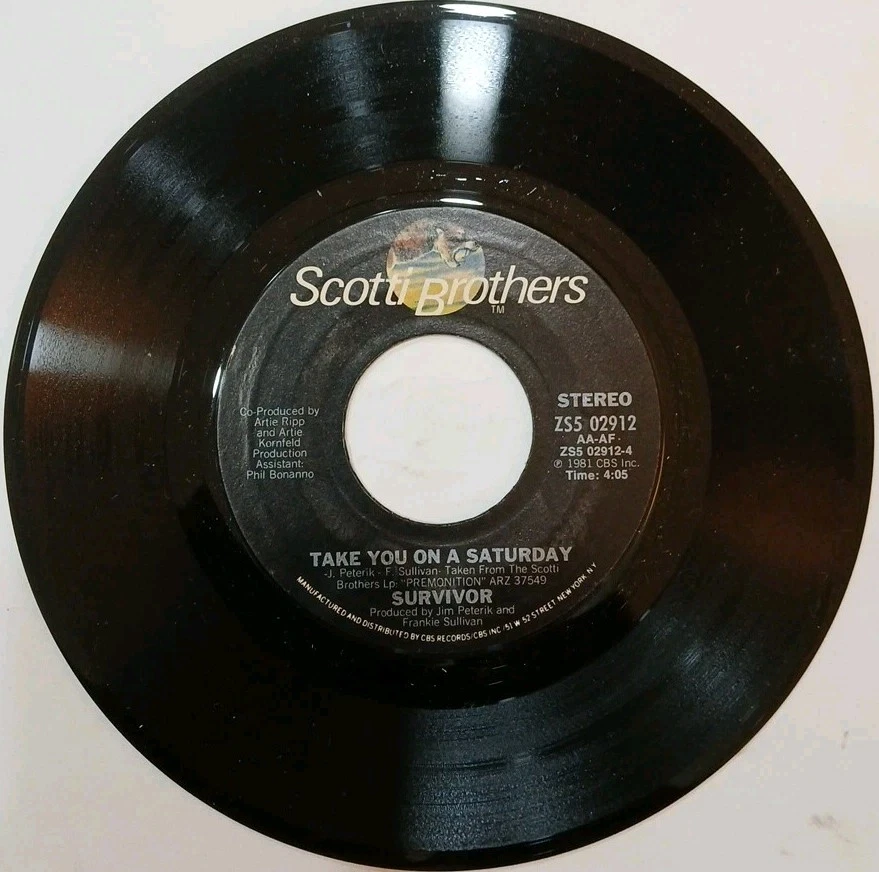 Scotti Brothers
TM
Co-Produced by
Artie Ripp
and Artie
Kornfeld
Production
Assistant:
Phil Bonanno
STEREO
ZS5 02912
AA-AF
ZS5 02912-4
℗ 1981 CBS Inc.
Time: 4:05
TAKE YOU ON A SATURDAY
-J. Peterik - F. Sullivan- Taken From The Scotti
Brothers Lp: "PREMONITION" ARZ 37549
SURVIVOR
Produced by Jim Peterik and
Frankie Sullivan
MANUFACTURED AND DISTRIBUTED BY CBS RECORDS/CBS INC /51 W 52 STREET NEW YORK N Y